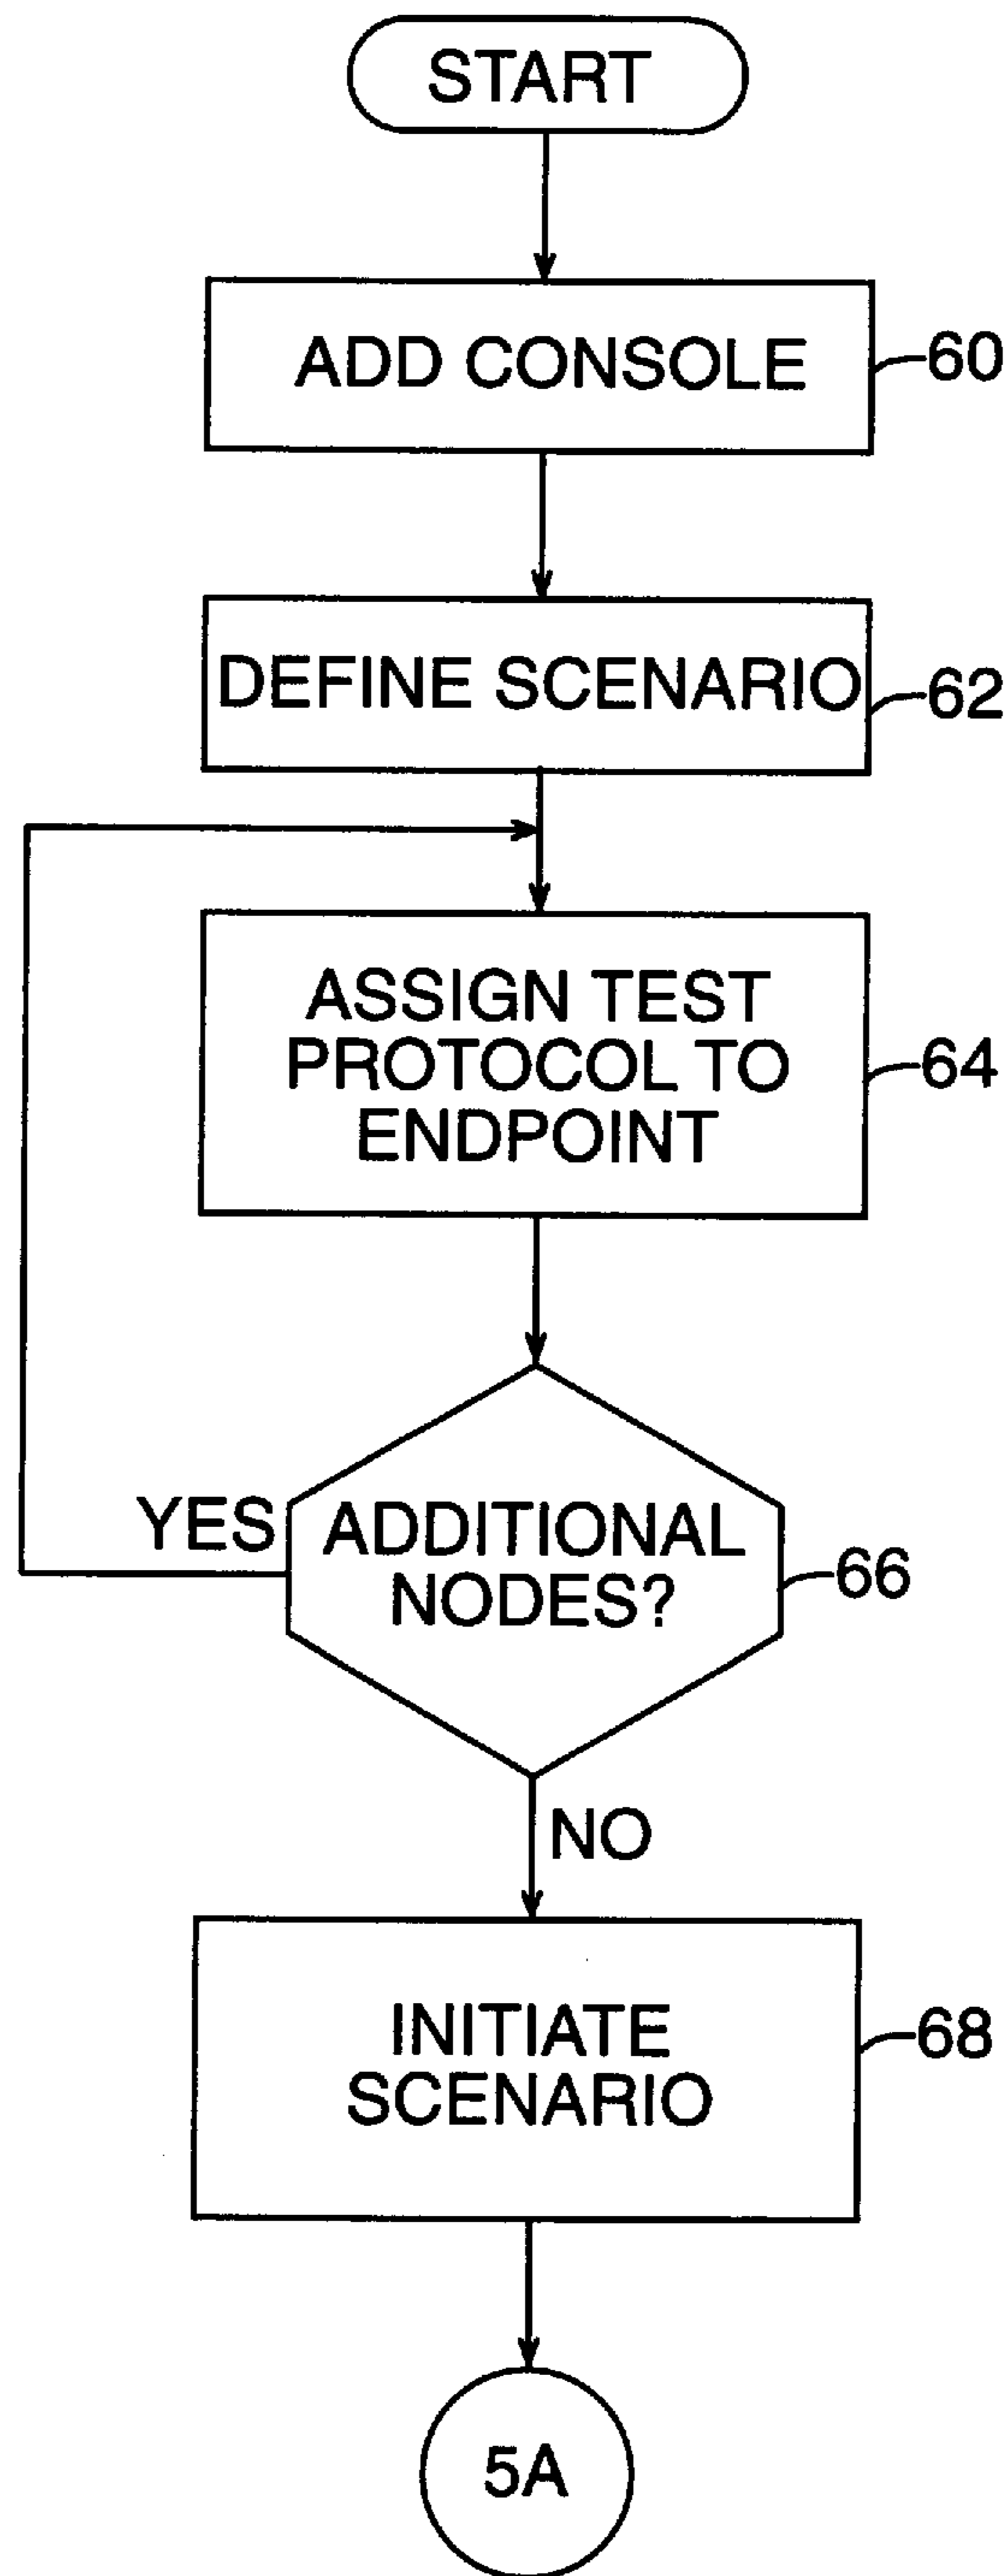 START
ADD CONSOLE
60
DEFINE SCENARIO
62
ASSIGN TEST
PROTOCOL TO
ENDPOINT
64
YES
ADDITIONAL
NODES?
66
NO
INITIATE
SCENARIO
68
5A